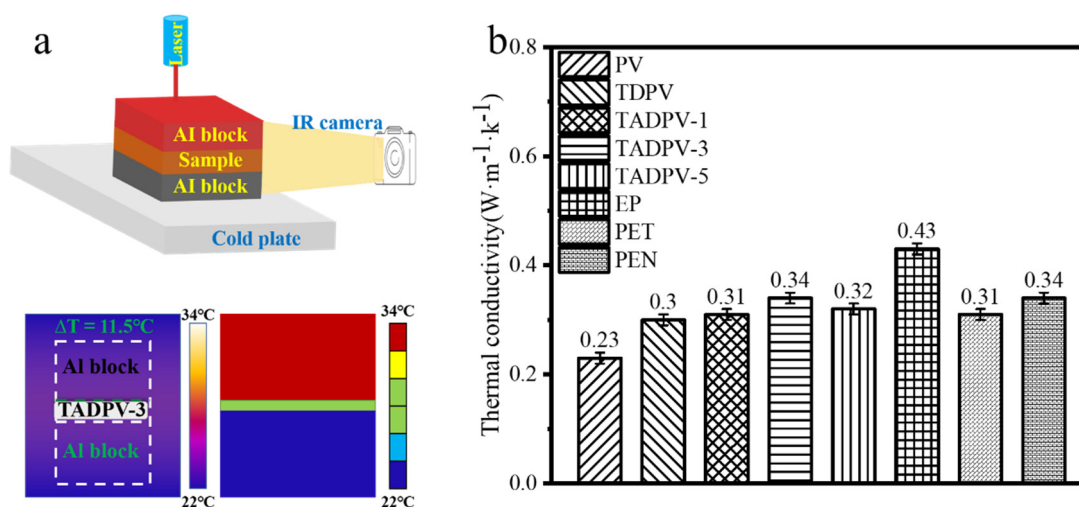 a
Laser
AI block
Sample
AI block
IR camera
Cold plate
ΔT = 11.5°C
Al block
TADPV-3
Al block
34°C
22°C
34°C
22°C
b
Thermal conductivity(W·m⁻¹·k⁻¹)
0.8
0.6
0.4
0.2
0.0
PV
TDPV
TADPV-1
TADPV-3
TADPV-5
EP
PET
PEN
0.23
0.3
0.31
0.34
0.32
0.43
0.31
0.34